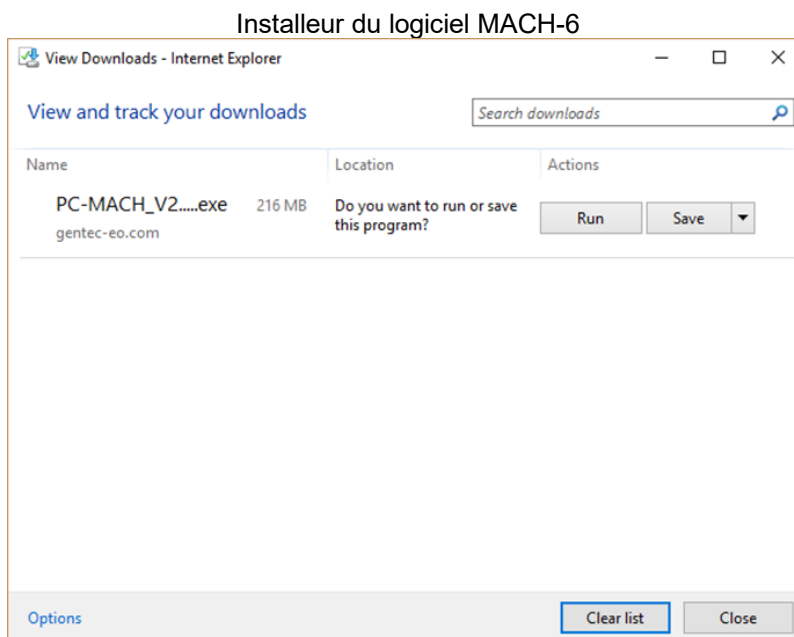 Installeur du logiciel MACH-6
View Downloads - Internet Explorer
View and track your downloads
Search downloads
Name Location Actions
PC-MACH_V2.....exe 216 MB Do you want to run or save this program? Run Save
gentec-eo.com
Options Clear list Close